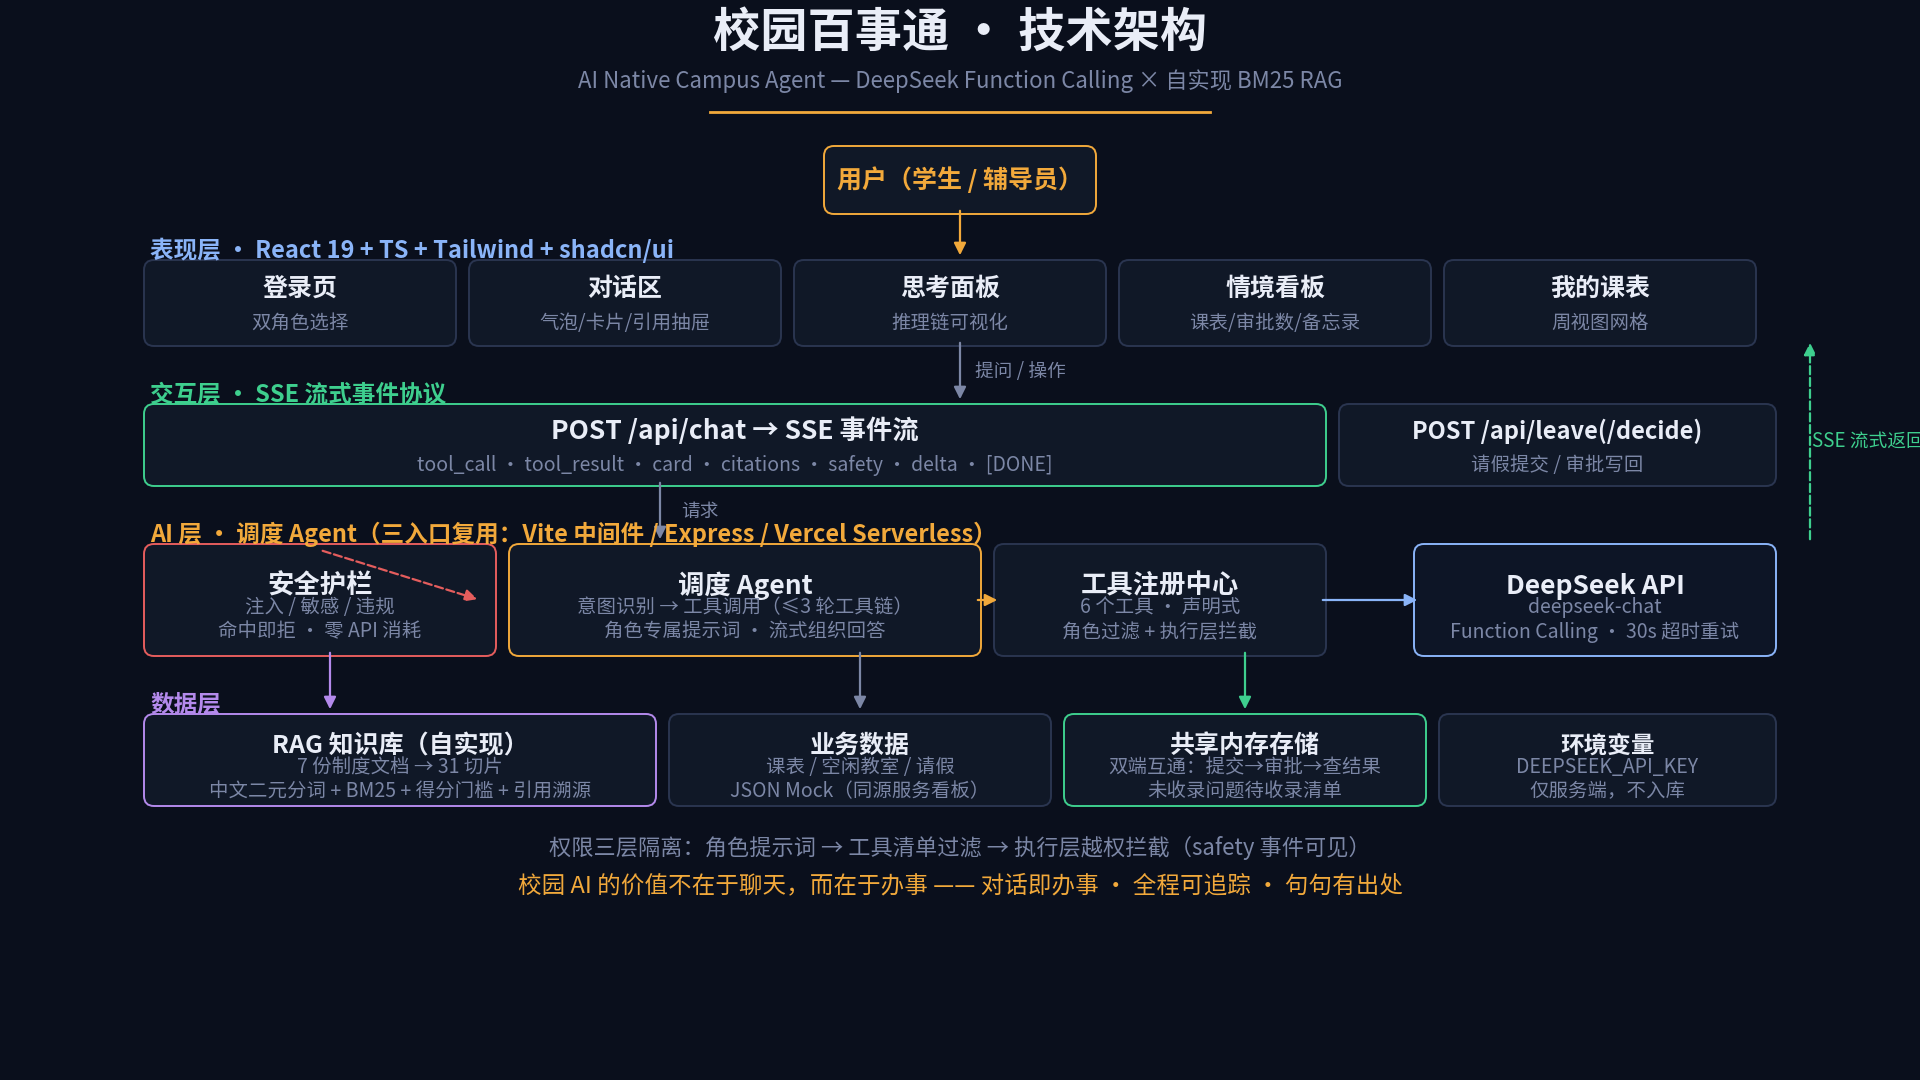 校园百事通 · 技术架构
AI Native Campus Agent — DeepSeek Function Calling × 自实现 BM25 RAG
用户（学生 / 辅导员）
表现层 · React 19 + TS + Tailwind + shadcn/ui
登录页
双角色选择
对话区
气泡/卡片/引用抽屉
思考面板
推理链可视化
情境看板
课表/审批数/备忘录
我的课表
周视图网格
提问 / 操作
交互层 · SSE 流式事件协议
POST /api/chat → SSE 事件流
tool_call · tool_result · card · citations · safety · delta · [DONE]
POST /api/leave(/decide)
请假提交 / 审批写回
SSE 流式返回
请求
AI 层 · 调度 Agent（三入口复用：Vite 中间件 / Express / Vercel Serverless）
安全护栏
注入 / 敏感 / 违规
命中即拒 · 零 API 消耗
调度 Agent
意图识别 → 工具调用（≤3 轮工具链）
角色专属提示词 · 流式组织回答
工具注册中心
6 个工具 · 声明式
角色过滤 + 执行层拦截
DeepSeek API
deepseek-chat
Function Calling · 30s 超时重试
数据层
RAG 知识库（自实现）
7 份制度文档 → 31 切片
中文二元分词 + BM25 + 得分门槛 + 引用溯源
业务数据
课表 / 空闲教室 / 请假
JSON Mock（同源服务看板）
共享内存存储
双端互通：提交→审批→查结果
未收录问题待收录清单
环境变量
DEEPSEEK_API_KEY
仅服务端，不入库
权限三层隔离：角色提示词 → 工具清单过滤 → 执行层越权拦截（safety 事件可见）
校园 AI 的价值不在于聊天，而在于办事 —— 对话即办事 · 全程可追踪 · 句句有出处